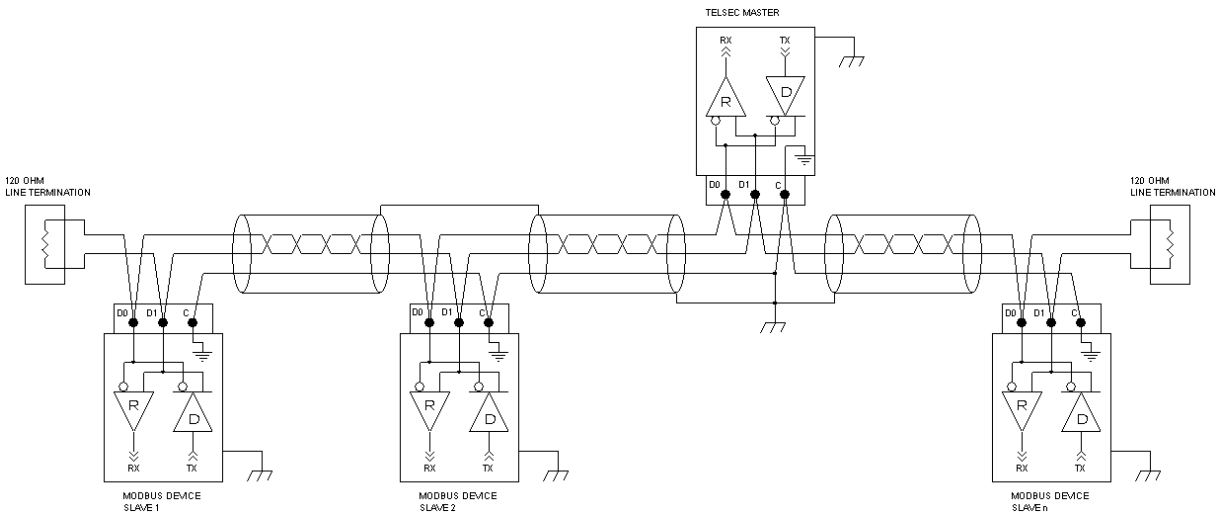 TELSEC MASTER
RX TX
R D
D0 D1 C
120 OHM
LINE TERMINATION
120 OHM
LINE TERMINATION
D0 D1 C
R D
RX TX
MODBUS DEVICE
SLAVE 1
D0 D1 C
R D
RX TX
MODBUS DEVICE
SLAVE 2
D0 D1 C
R D
RX TX
MODBUS DEVICE
SLAVE n